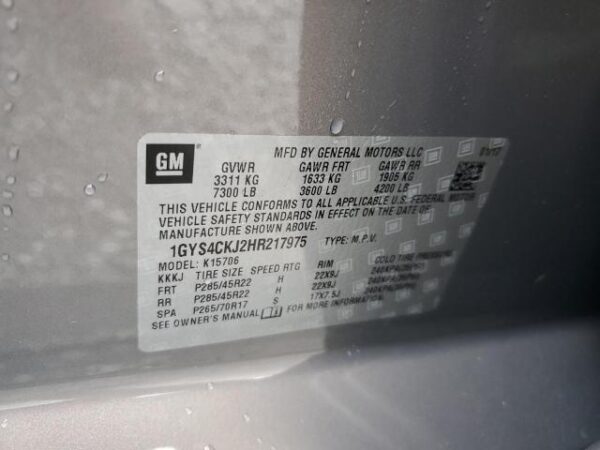 GM
MFD BY GENERAL MOTORS LLC
GVWR GAWR FRT GAWR RR
3311 KG 1633 KG 1905 KG
7300 LB 3600 LB 4200 LB
THIS VEHICLE CONFORMS TO ALL APPLICABLE U.S. FEDERAL MOTOR
VEHICLE SAFETY STANDARDS IN EFFECT ON THE DATE OF
MANUFACTURE SHOWN ABOVE.
1GYS4CKJ2HR217975 TYPE: M.P.V.
MODEL: K15706
KKKJ TIRE SIZE SPEED RTG RIM COLD TIRE PRESSURE
FRT P285/45R22 H 22X9J
RR P285/45R22 H 22X9J
SPA P265/70R17 S 17X7.5J
SEE OWNER'S MANUAL FOR MORE INFORMATION.